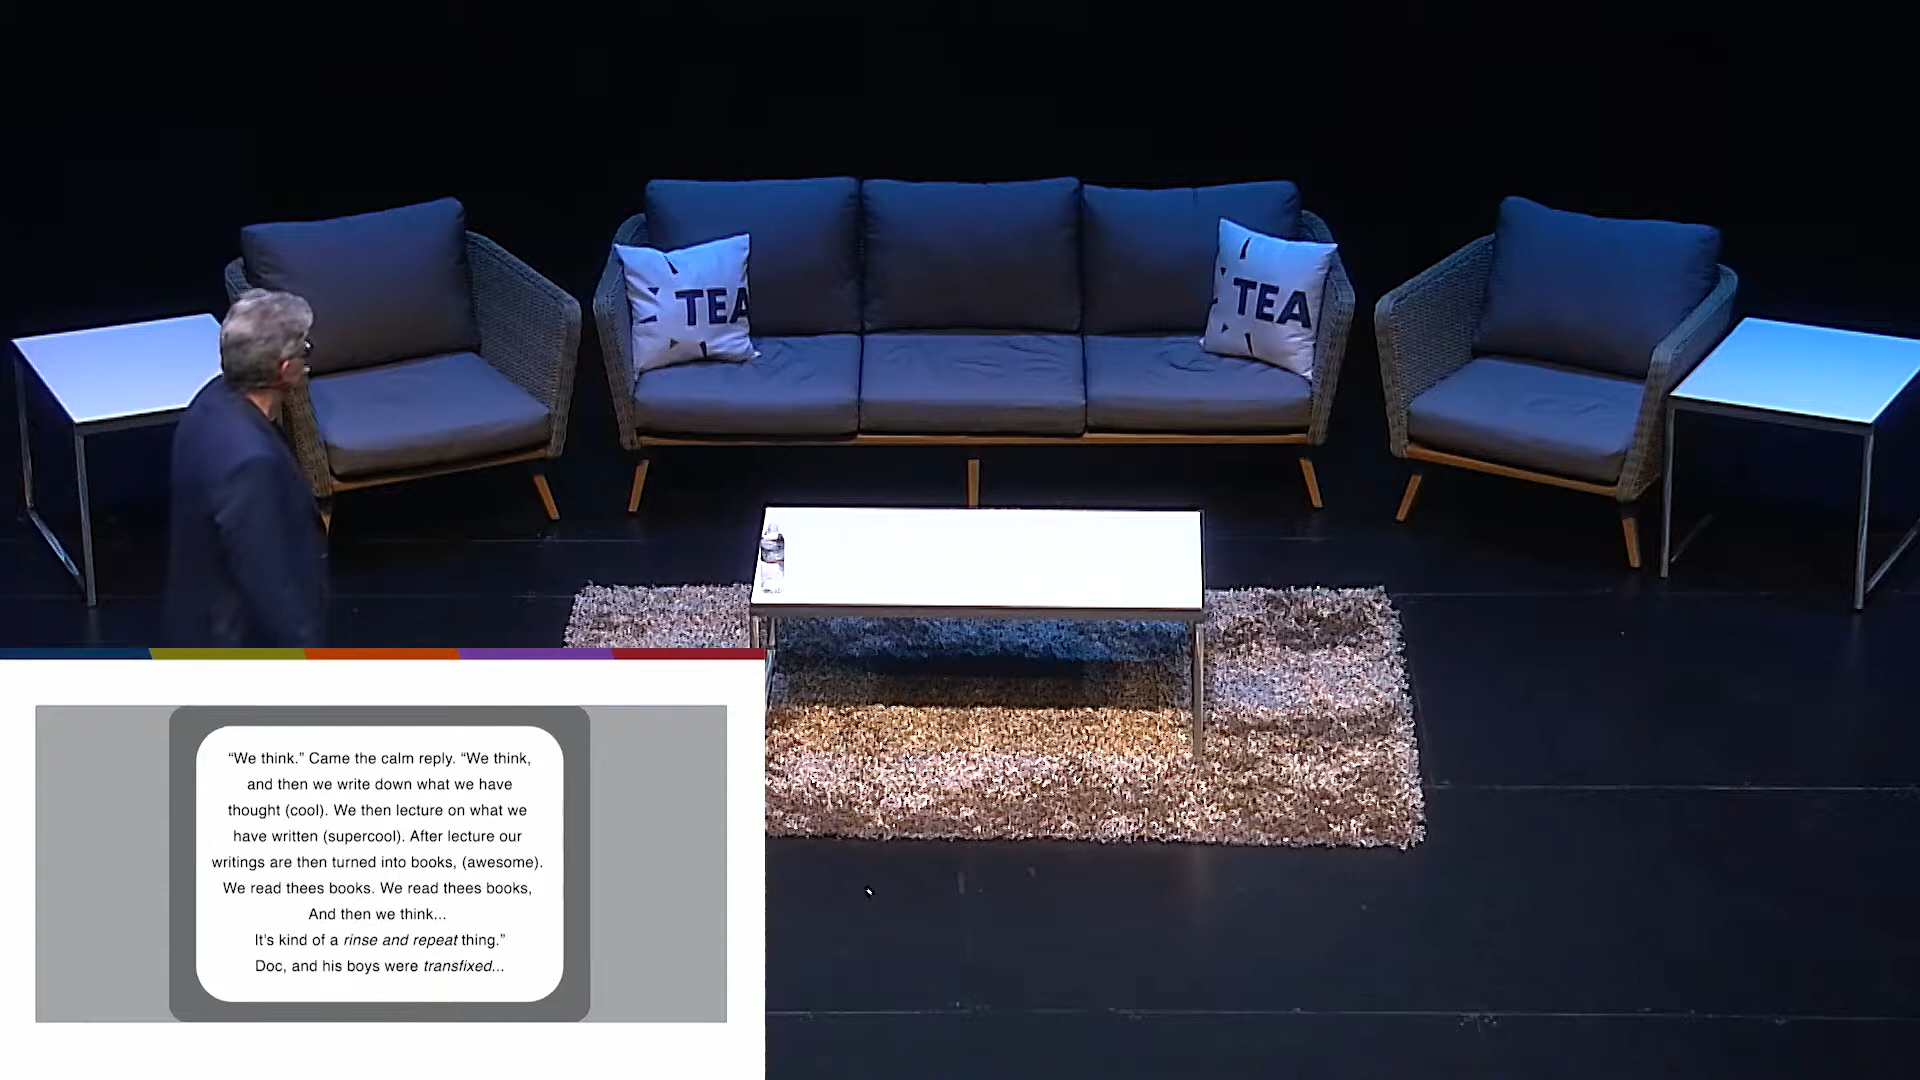 TEA
TEA
“We think.” Came the calm reply. “We think,
and then we write down what we have
thought (cool). We then lecture on what we
have written (supercool). After lecture our
writings are then turned into books, (awesome).
We read thees books. We read thees books,
And then we think...
It's kind of a rinse and repeat thing.”
Doc, and his boys were transfixed...